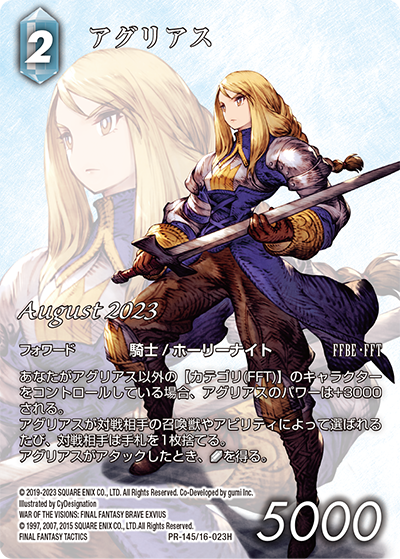 2
アグリアス
August 2023
フォワード 騎士 / ホーリーナイト FFBE・FFT
あなたがアグリアス以外の【カテゴリ(FFT)】のキャラクター
をコントロールしている場合、アグリアスのパワーは+3000
される。
アグリアスが対戦相手の召喚獣やアビリティによって選ばれる
たび、対戦相手は手札を1枚捨てる。
アグリアスがアタックしたとき、を得る。
© 2019-2023 SQUARE ENIX CO., LTD. All Rights Reserved. Co-Developed by gumi Inc.
Illustrated by CyDesignation
WAR OF THE VISIONS: FINAL FANTASY BRAVE EXVIUS
© 1997, 2007, 2015 SQUARE ENIX CO., LTD. All Rights Reserved.
FINAL FANTASY TACTICS PR-145/16-023H
5000